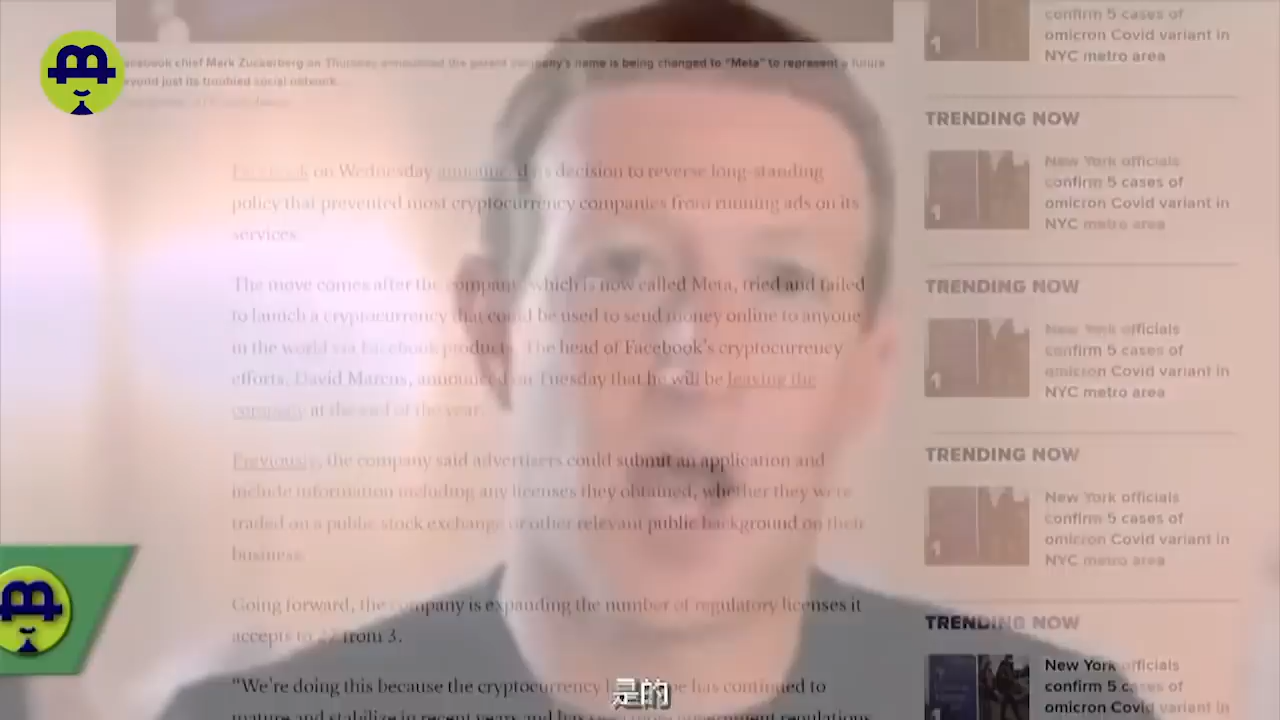 confirm 5 cases of
omicron Covid variant in
NYC metro area
facebook chief Mark Zuckerberg on Thursday announced the parent company's name is being changed to "Meta" to represent a future
beyond just its troubled social network.
TRENDING NOW
New York officials
confirm 5 cases of
omicron Covid variant in
NYC metro area
Facebook on Wednesday announced its decision to reverse long-standing
policy that prevented most cryptocurrency companies from running ads on its
services.
TRENDING NOW
New York officials
confirm 5 cases of
omicron Covid variant in
NYC metro area
The move comes after the company, which is now called Meta, tried and failed
to launch a cryptocurrency that could be used to send money online to anyone
in the world via Facebook products. The head of Facebook's cryptocurrency
efforts, David Marcus, announced on Tuesday that he will be leaving the
company at the end of the year.
TRENDING NOW
New York officials
confirm 5 cases of
omicron Covid variant in
NYC metro area
Previously, the company said advertisers could submit an application and
include information including any licenses they obtained, whether they were
traded on a public stock exchange or other relevant public background on their
business.
Going forward, the company is expanding the number of regulatory licenses it
accepts to 27 from 3.
TRENDING NOW
New York officials
confirm 5 cases of
omicron Covid variant in
"We're doing this because the cryptocurrency landscape has continued to
mature and stabilize in recent years and has seen more government regulations
是的